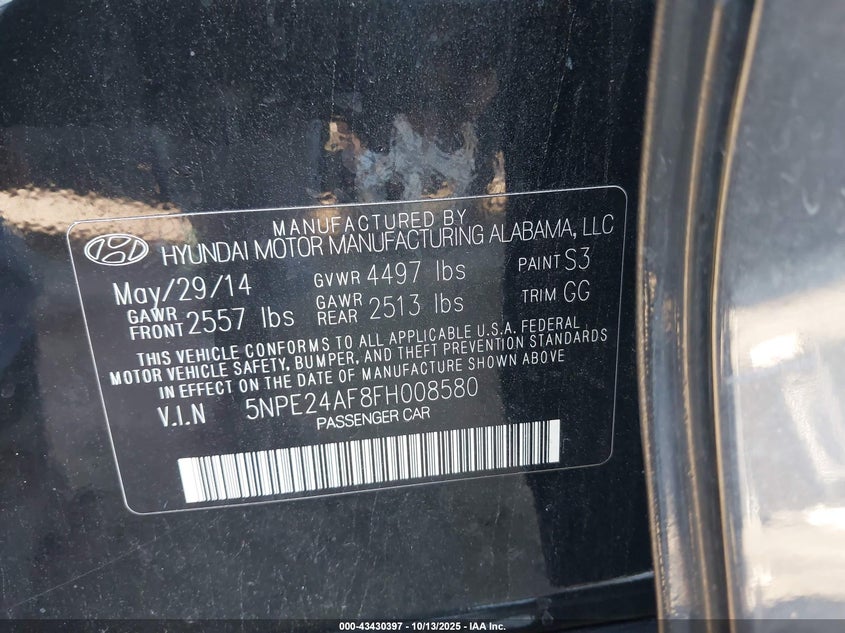 MANUFACTURED BY
HYUNDAI MOTOR MANUFACTURING ALABAMA, LLC
May/29/14 GVWR 4497 lbs PAINT S3
GAWR FRONT 2557 lbs GAWR REAR 2513 lbs TRIM GG
THIS VEHICLE CONFORMS TO ALL APPLICABLE U.S.A. FEDERAL
MOTOR VEHICLE SAFETY, BUMPER, AND THEFT PREVENTION STANDARDS
IN EFFECT ON THE DATE OF MANUFACTURE SHOWN ABOVE
V.I.N 5NPE24AF8FH008580
PASSENGER CAR
000-43430397 - 10/13/2025 - IAA Inc.